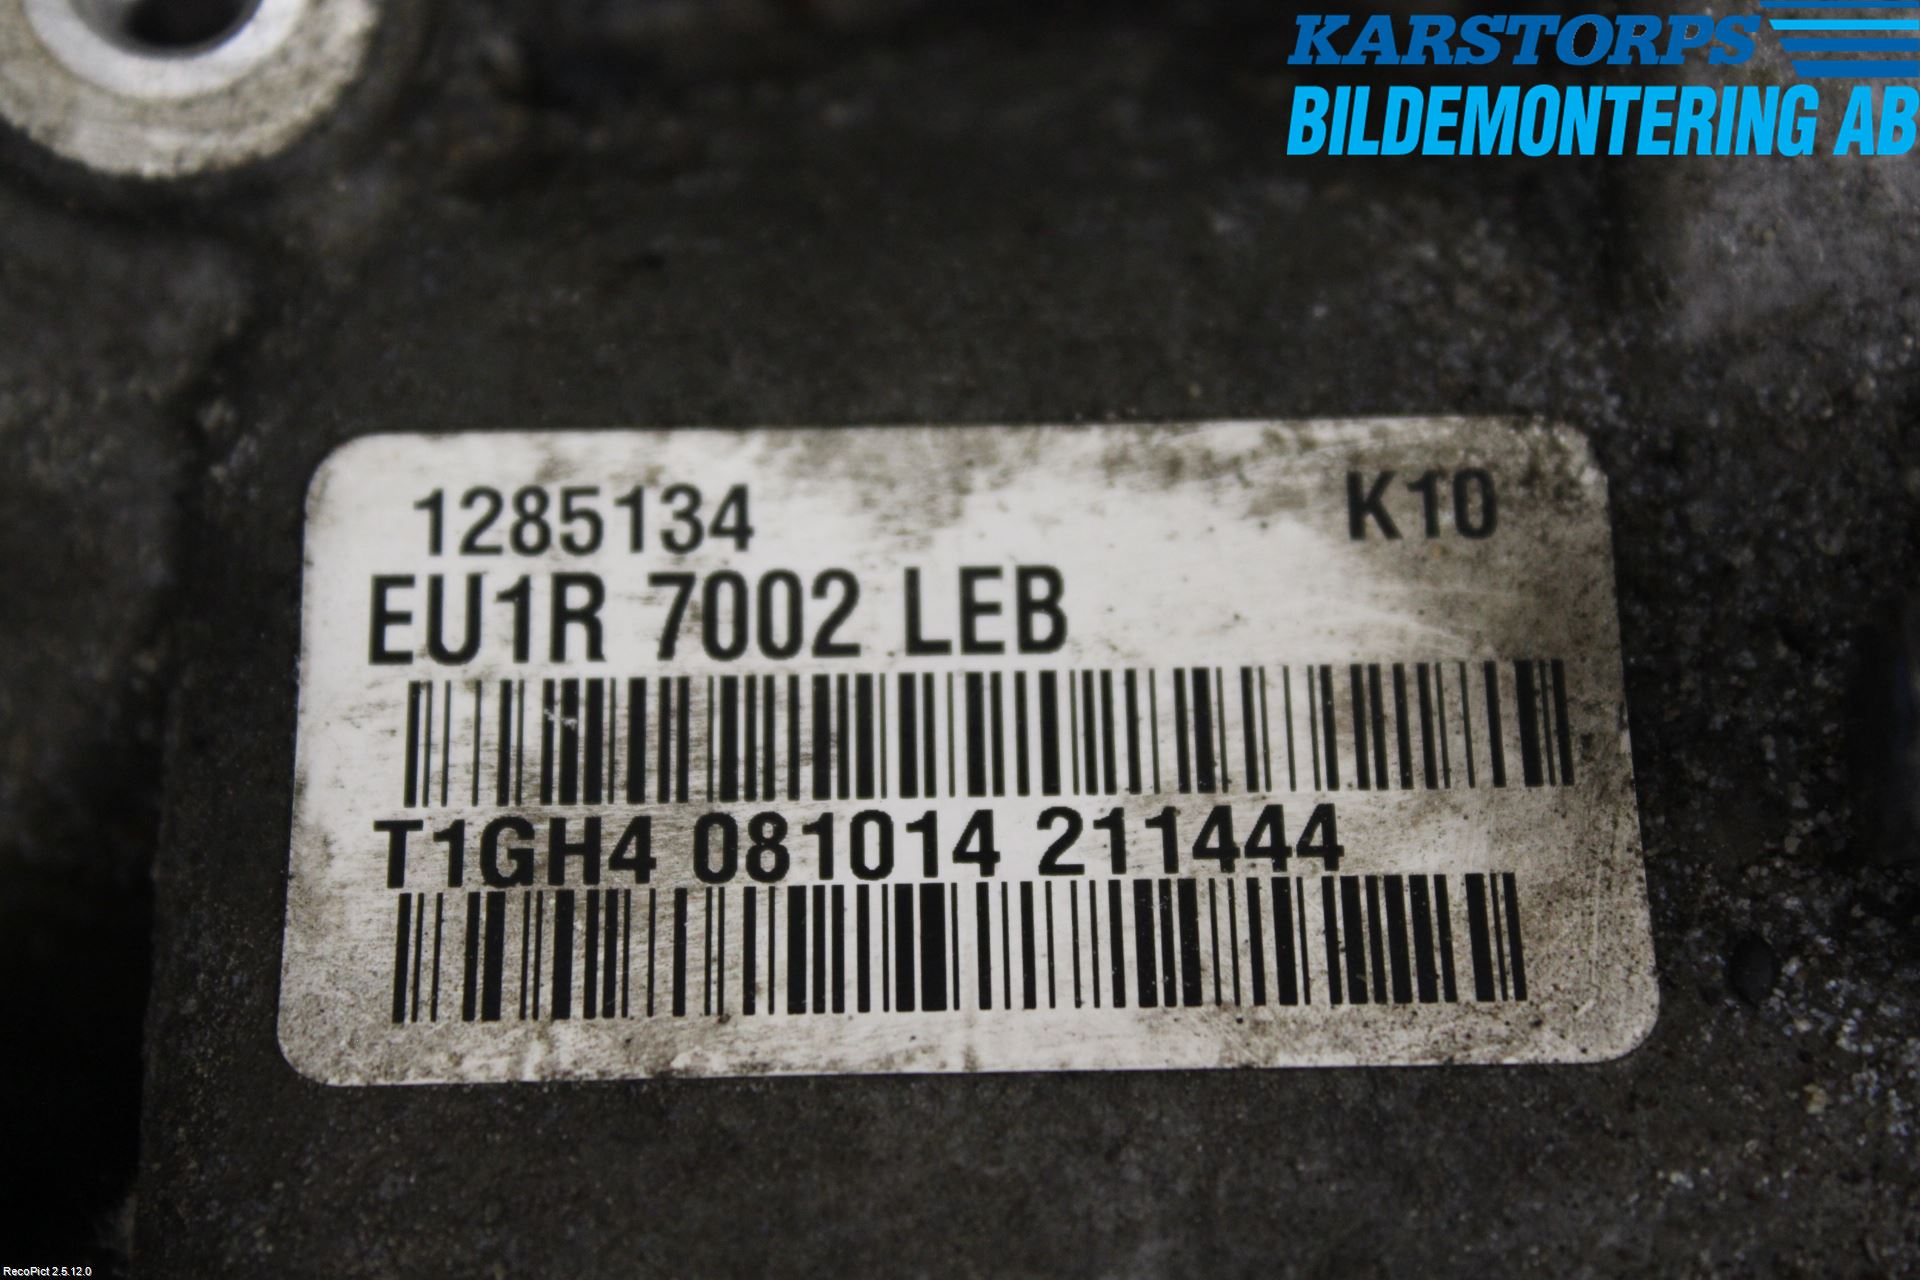 KARSTORPS
BILDEMONTERING AB
1285134 K10
EU1R 7002 LEB
T1GH4 081014 211444
RecoPict 2.5.12.0